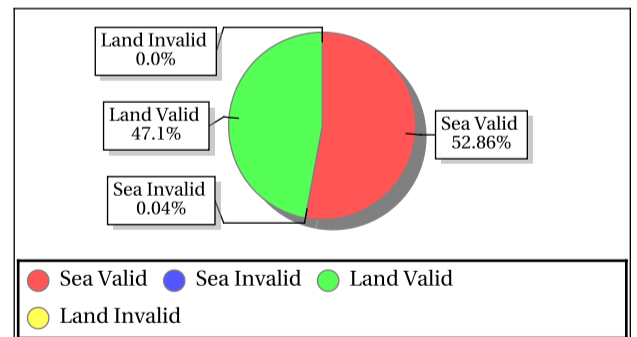 Land Invalid
0.0%
Land Valid
47.1%
Sea Invalid
0.04%
Sea Valid
52.86%
Sea Valid
Sea Invalid
Land Valid
Land Invalid